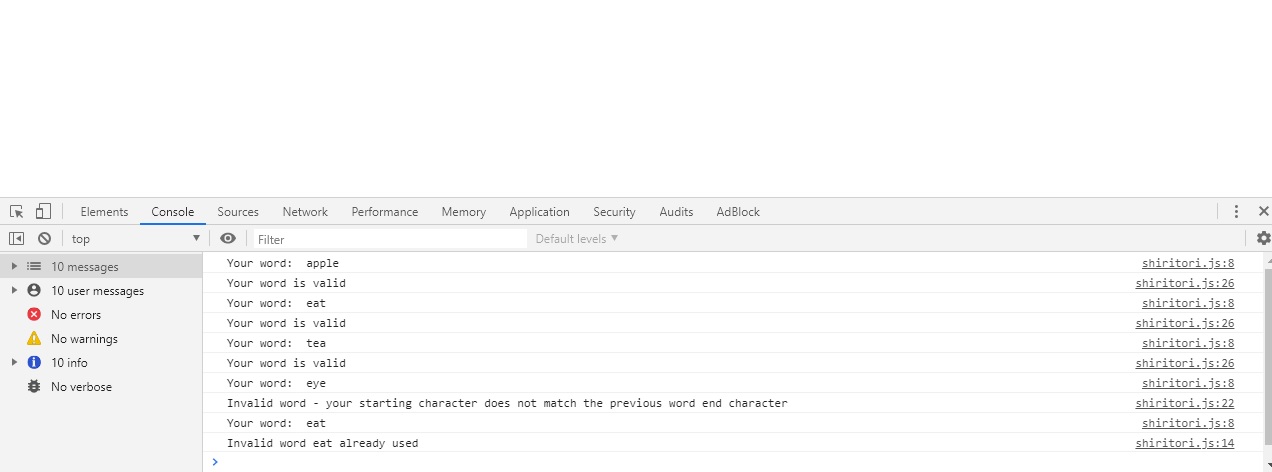 Elements Console Sources Network Performance Memory Application Security Audits AdBlock
top Filter Default levels
10 messages
10 user messages
No errors
No warnings
10 info
No verbose
Your word:  apple shiritori.js:8
Your word is valid shiritori.js:26
Your word:  eat shiritori.js:8
Your word is valid shiritori.js:26
Your word:  tea shiritori.js:8
Your word is valid shiritori.js:26
Your word:  eye shiritori.js:8
Invalid word - your starting character does not match the previous word end character shiritori.js:22
Your word:  eat shiritori.js:8
Invalid word eat already used shiritori.js:14